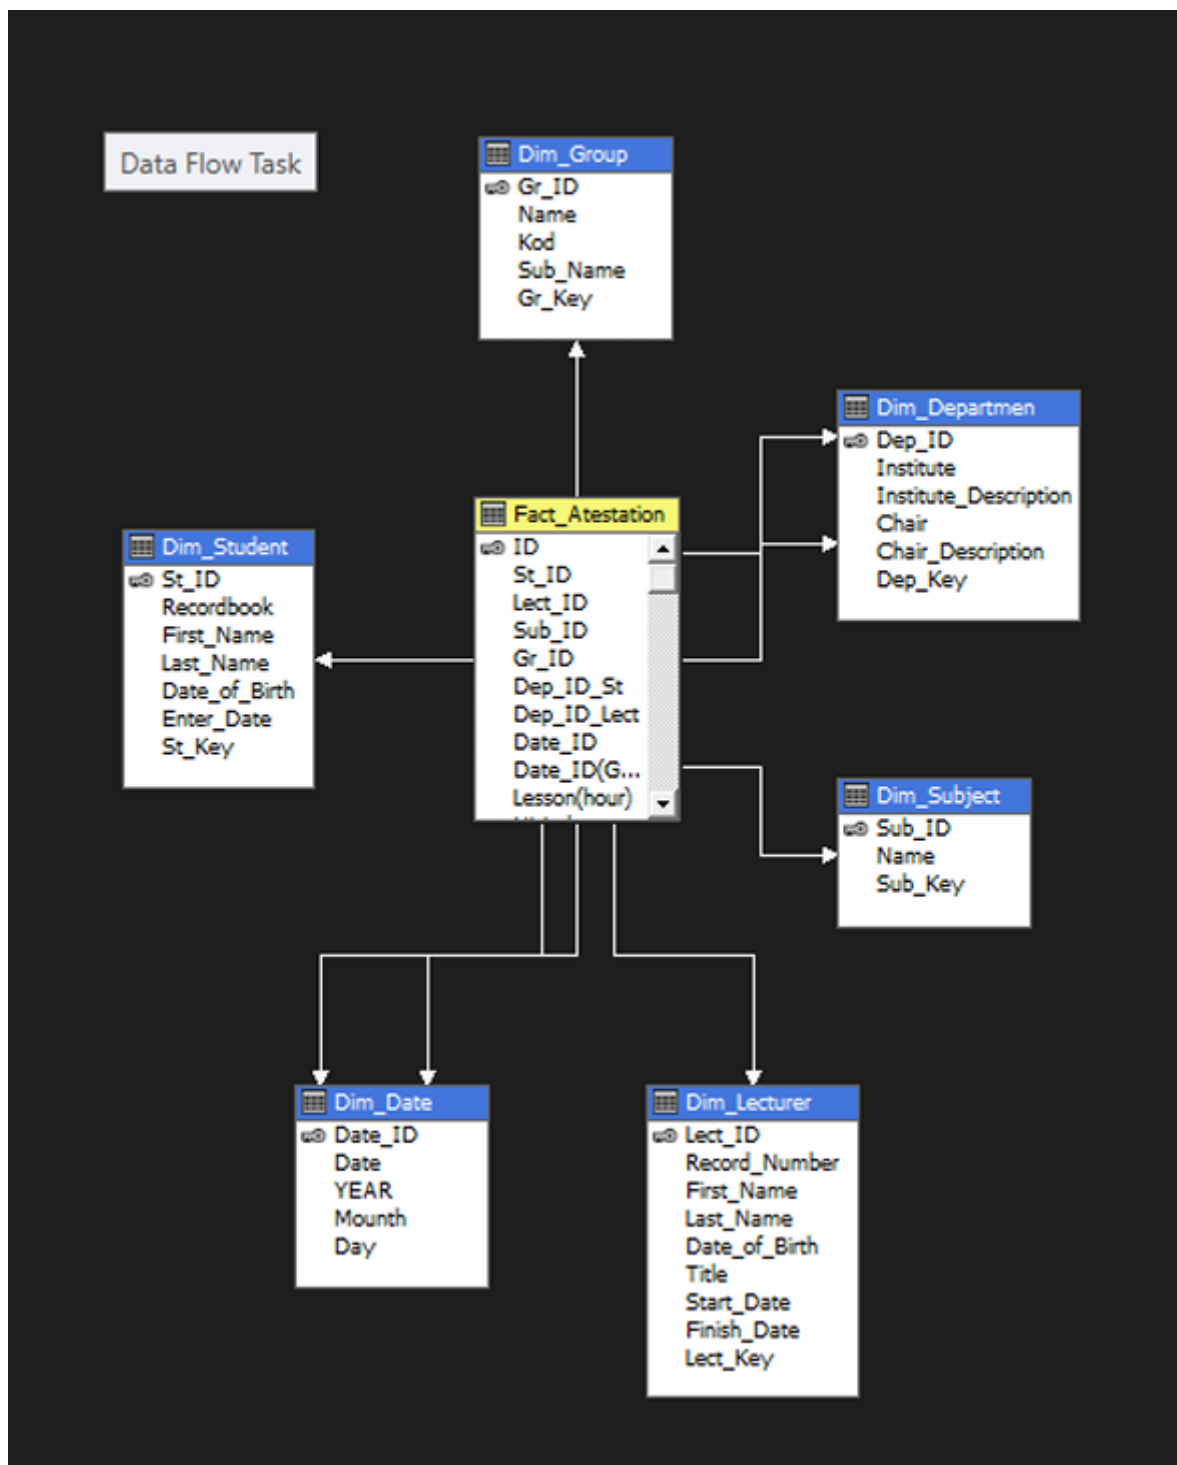 Data Flow Task
Dim_Group
Gr_ID
Name
Kod
Sub_Name
Gr_Key
Dim_Departmen
Dep_ID
Institute
Institute_Description
Chair
Chair_Description
Dep_Key
Fact_Atestation
ID
St_ID
Lect_ID
Sub_ID
Gr_ID
Dep_ID_St
Dep_ID_Lect
Date_ID
Date_ID(G...
Lesson(hour)
Dim_Student
St_ID
Recordbook
First_Name
Last_Name
Date_of_Birth
Enter_Date
St_Key
Dim_Subject
Sub_ID
Name
Sub_Key
Dim_Date
Date_ID
Date
YEAR
Mounth
Day
Dim_Lecturer
Lect_ID
Record_Number
First_Name
Last_Name
Date_of_Birth
Title
Start_Date
Finish_Date
Lect_Key